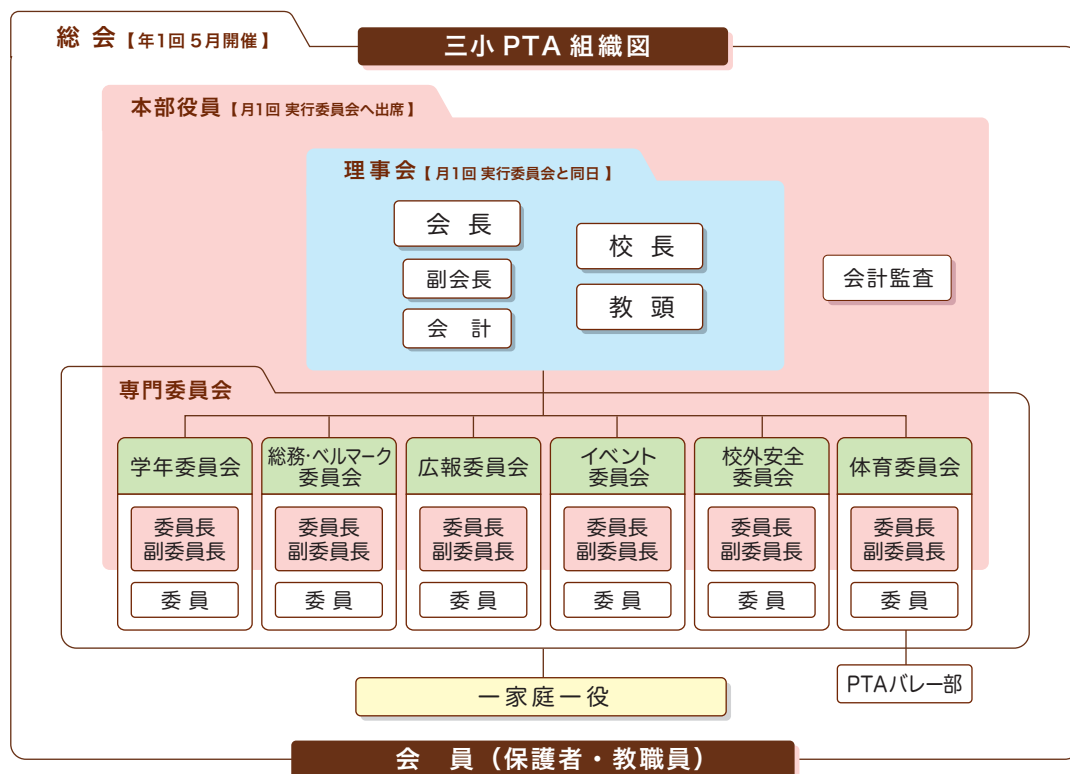 総 会【 年1回 5月開催 】
三小 PTA 組織図
本部役員【 月1回 実行委員会へ出席 】
理事会【 月1回 実行委員会と同日 】
会 長
副会長
会 計
校 長
教 頭
会計監査
専門委員会
学年委員会
委員長
副委員長
委 員
総務・ベルマーク
委員会
委員長
副委員長
委 員
広報委員会
委員長
副委員長
委 員
イベント
委員会
委員長
副委員長
委 員
校外安全
委員会
委員長
副委員長
委 員
体育委員会
委員長
副委員長
委 員
PTAバレー部
一家庭一役
会 員(保護者・教職員)